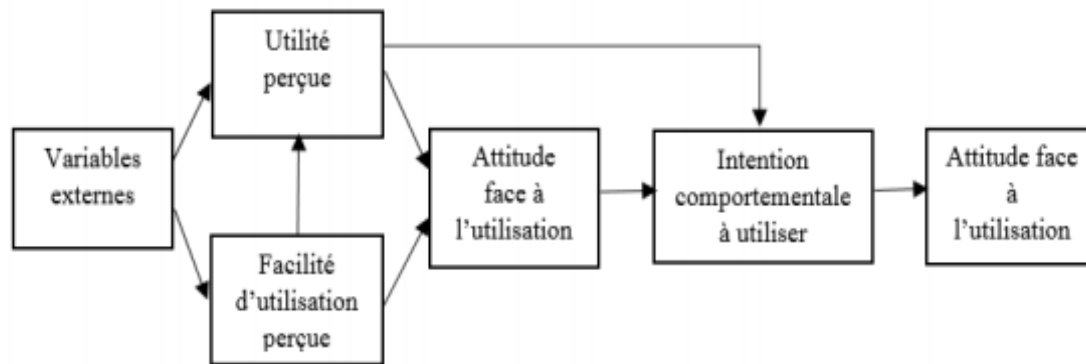 Utilité
perçue
Variables
externes
Facilité
d'utilisation
perçue
Attitude
face à
l'utilisation
Intention
comportementale
à utiliser
Attitude face
à
l'utilisation